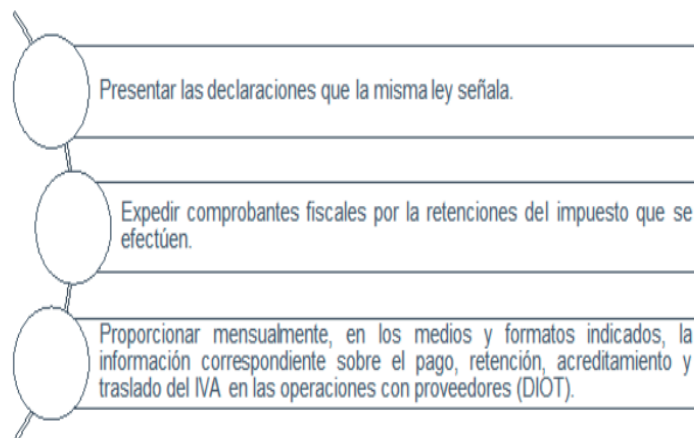 Presentar las declaraciones que la misma ley señala.
Expedir comprobantes fiscales por la retenciones del impuesto que se
efectúen.
Proporcionar mensualmente, en los medios y formatos indicados, la
información correspondiente sobre el pago, retención, acreditamiento y
traslado del IVA en las operaciones con proveedores (DIOT).